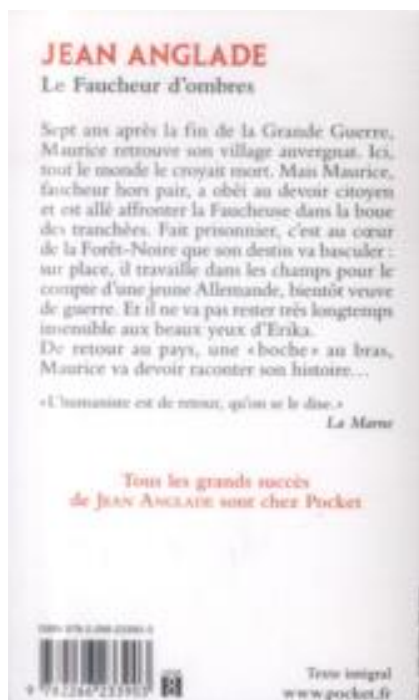 JEAN ANGLADE
Le Faucheur d'ombres
Sept ans après la fin de la Grande Guerre,
Maurice retrouve son village auvergnat. Ici,
tout le monde le croyait mort. Mais Maurice,
faucheur hors pair, a obéi au devoir citoyen
et est allé affronter la Faucheuse dans la boue
des tranchées. Fait prisonnier, c'est au cœur
de la Forêt-Noire que son destin va basculer :
sur place, il travaille dans les champs pour le
compte d'une jeune Allemande, bientôt veuve
de guerre. Et il ne va pas rester très longtemps
insensible aux beaux yeux d'Erika.
De retour au pays, une «boche» au bras,
Maurice va devoir raconter son histoire…
«L'humaniste est de retour, qu'on se le dise.»
La Marne
Tous les grands succès
de JEAN ANGLADE sont chez Pocket
9 782266 233903
Texte intégral
www.pocket.fr